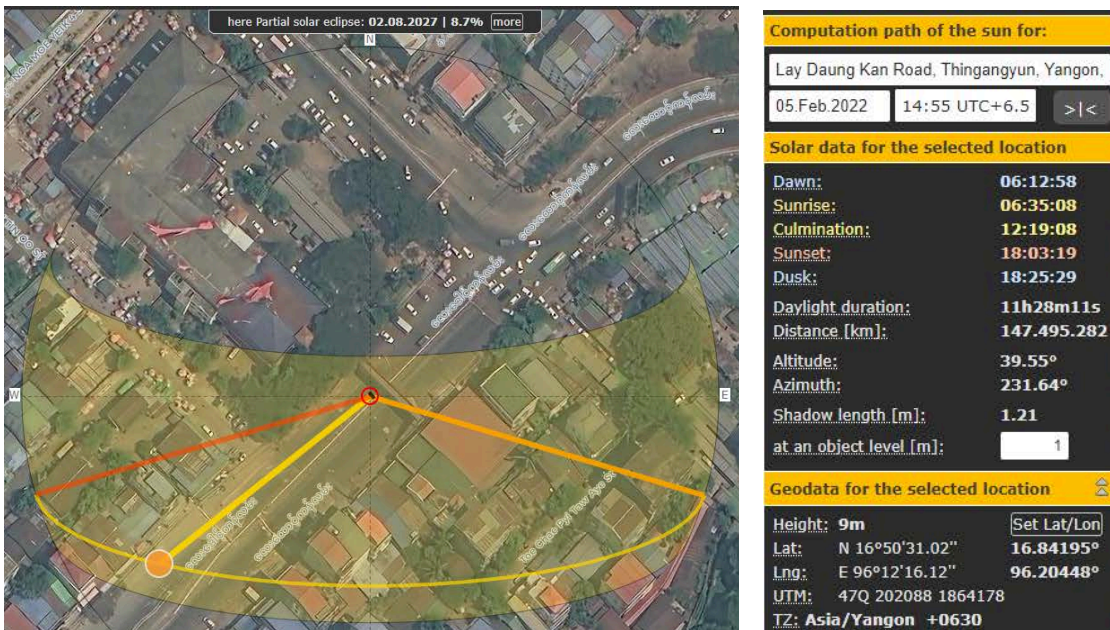 here Partial solar eclipse: 02.08.2027 | 8.7% more
N
W
E
Computation path of the sun for:
Lay Daung Kan Road, Thingangyun, Yangon,
05.Feb.2022 14:55 UTC+6.5 >|<
Solar data for the selected location
Dawn: 06:12:58
Sunrise: 06:35:08
Culmination: 12:19:08
Sunset: 18:03:19
Dusk: 18:25:29
Daylight duration: 11h28m11s
Distance [km]: 147.495.282
Altitude: 39.55°
Azimuth: 231.64°
Shadow length [m]: 1.21
at an object level [m]: 1
Geodata for the selected location
Height: 9m Set Lat/Lon
Lat: N 16°50'31.02" 16.84195°
Lng: E 96°12'16.12" 96.20448°
UTM: 47Q 202088 1864178
TZ: Asia/Yangon +0630